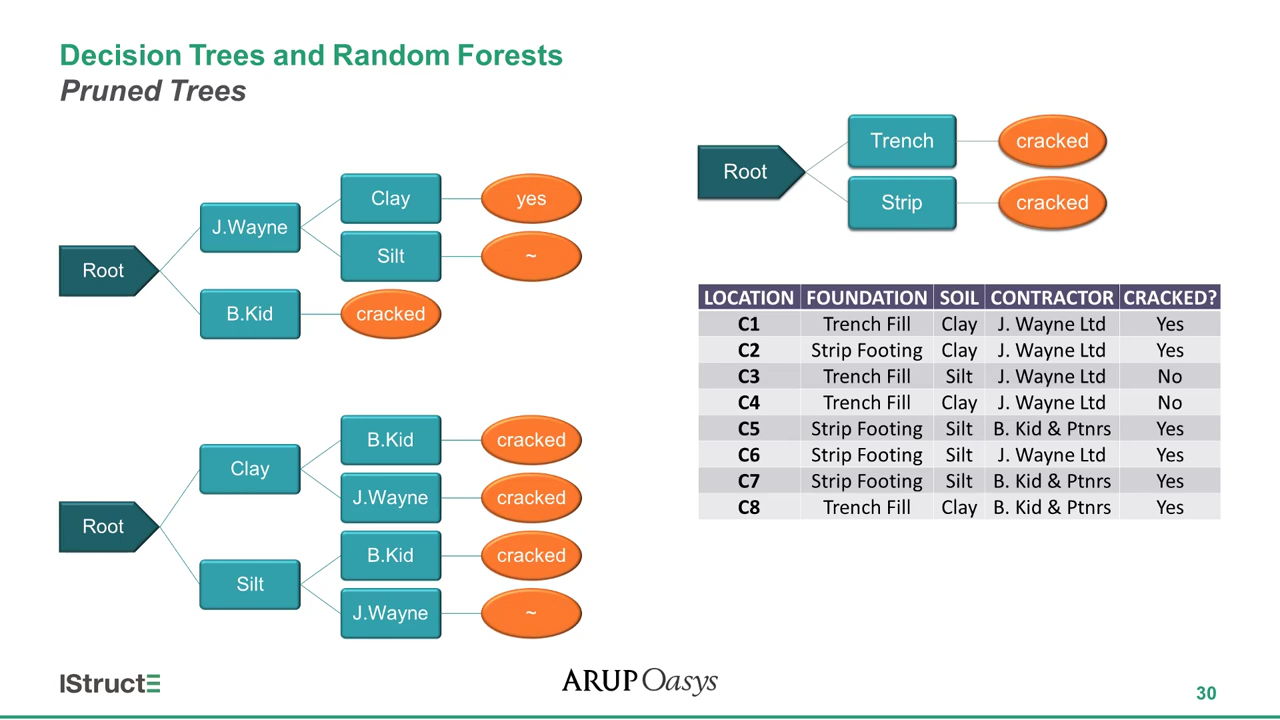 Decision Trees and Random Forests
Pruned Trees
Root
J.Wayne
Clay
yes
Silt
~
B.Kid
cracked
Root
Clay
B.Kid
cracked
J.Wayne
cracked
Silt
B.Kid
cracked
J.Wayne
~
Root
Trench
cracked
Strip
cracked
LOCATION FOUNDATION SOIL CONTRACTOR CRACKED?
C1 Trench Fill Clay J. Wayne Ltd Yes
C2 Strip Footing Clay J. Wayne Ltd Yes
C3 Trench Fill Silt J. Wayne Ltd No
C4 Trench Fill Clay J. Wayne Ltd No
C5 Strip Footing Silt B. Kid & Ptnrs Yes
C6 Strip Footing Silt J. Wayne Ltd Yes
C7 Strip Footing Silt B. Kid & Ptnrs Yes
C8 Trench Fill Clay B. Kid & Ptnrs Yes
IStructE
ARUP Oasys
30